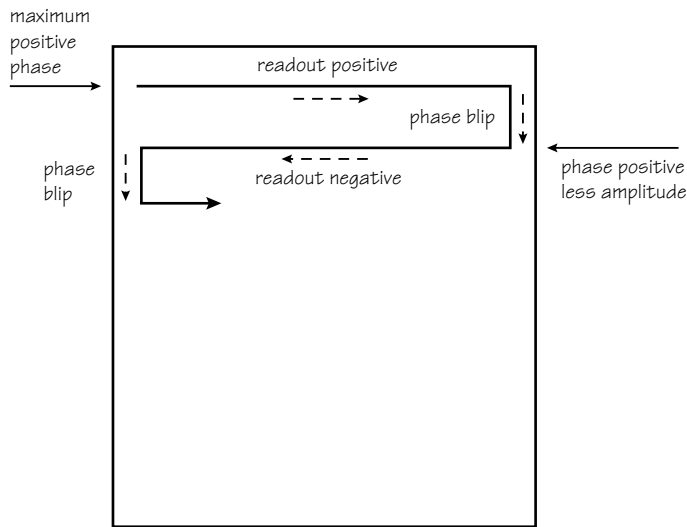 maximum
positive
phase
readout positive
phase blip
phase
blip
readout negative
phase positive
less amplitude